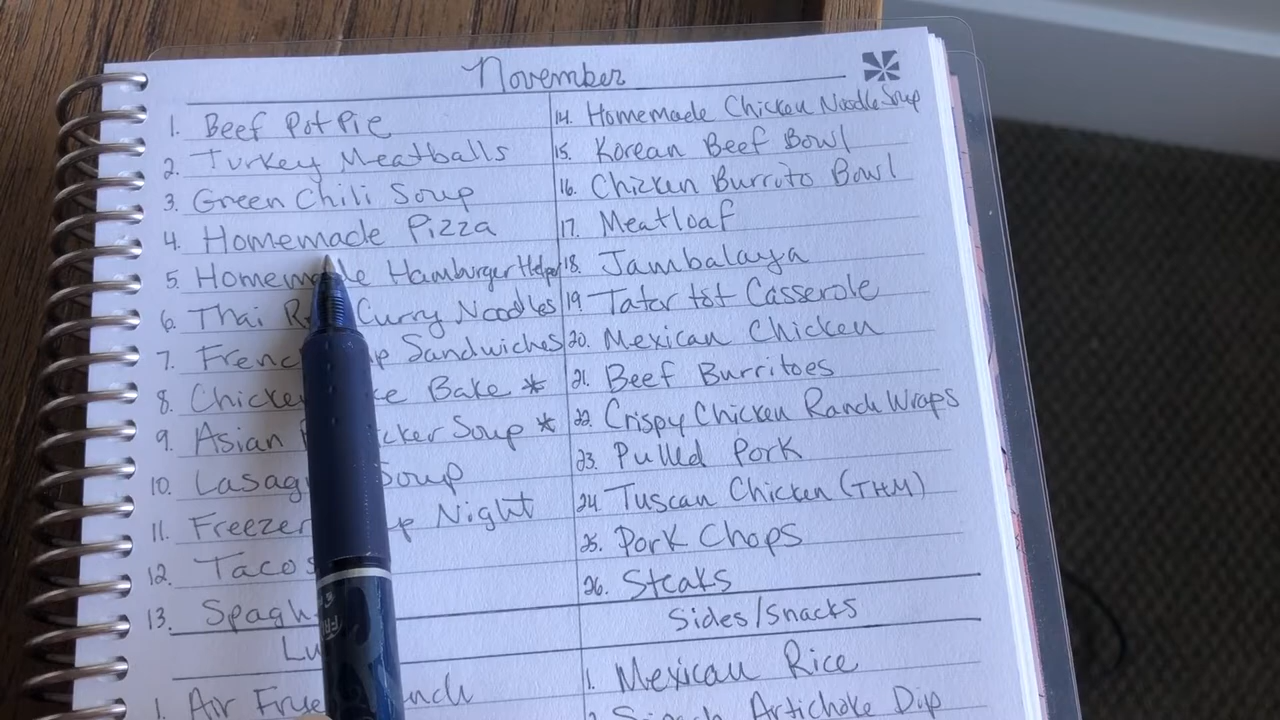 November
1. Beef Pot Pie
2. Turkey Meatballs
3. Green Chili Soup
4. Homemade Pizza
5. Homemade Hamburger Helper
6. Thai Curry Noodles
7. Sandwiches
8. Bake *
9. Asian Soup *
10. Soup
11. Freezer Night
12. Tacos
13.
1. Air
14. Homemade Chicken Noodle Soup
15. Korean Beef Bowl
16. Chicken Burrito Bowl
17. Meatloaf
18. Jambalaya
19. Tator tot Casserole
20. Mexican Chicken
21. Beef Burritoes
22. Crispy Chicken Ranch Wraps
23. Pulled Pork
24. Tuscan Chicken (THM)
25. Pork Chops
26. Steaks
Sides/Snacks
1. Mexican Rice
Artichoke Dip